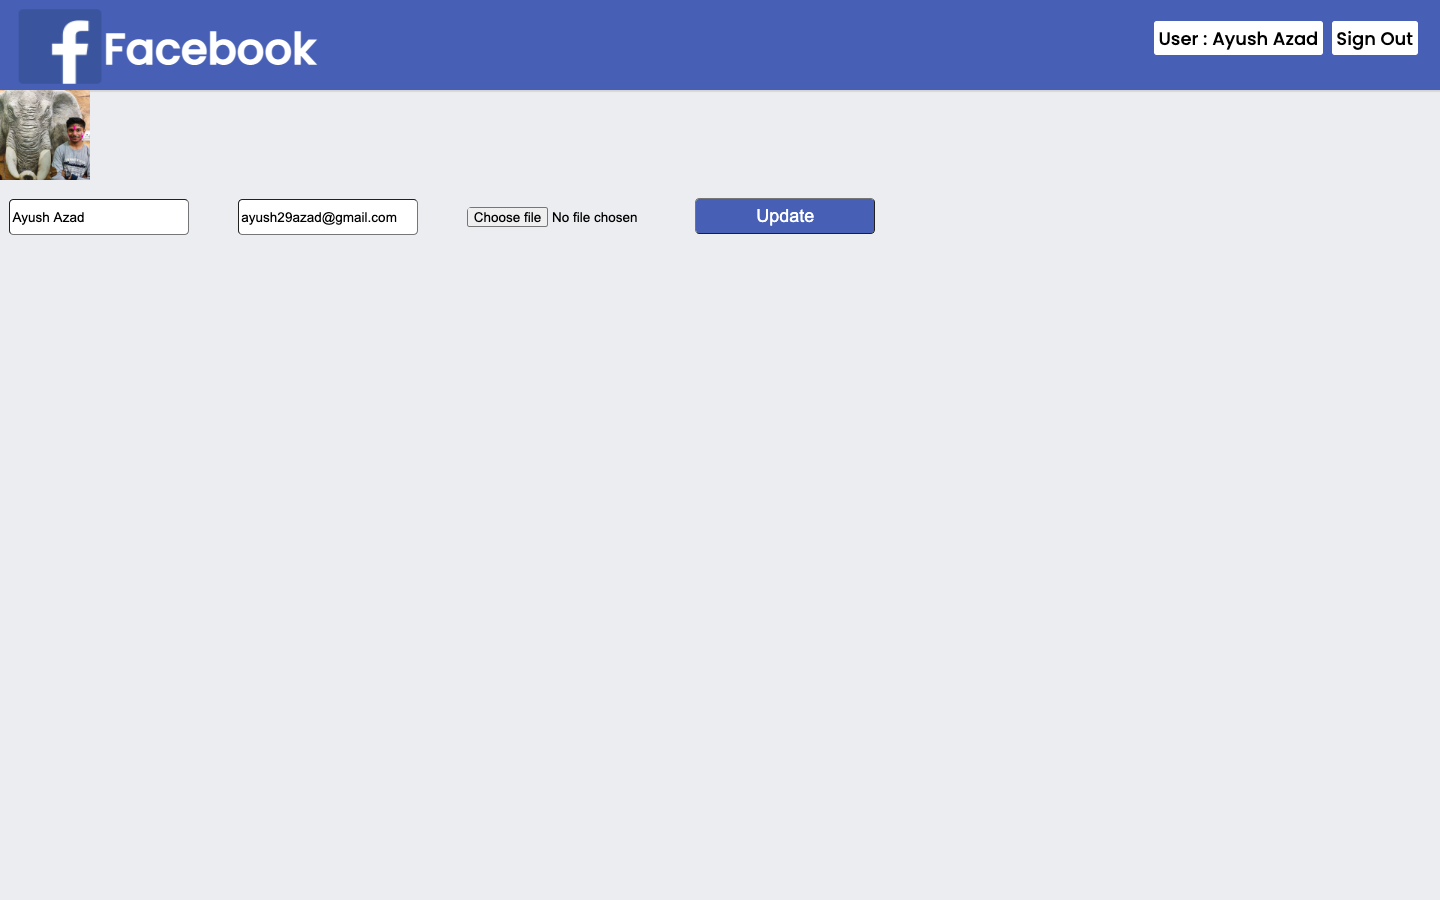 Facebook
User : Ayush Azad
Sign Out
Ayush Azad
ayush29azad@gmail.com
Choose file No file chosen
Update